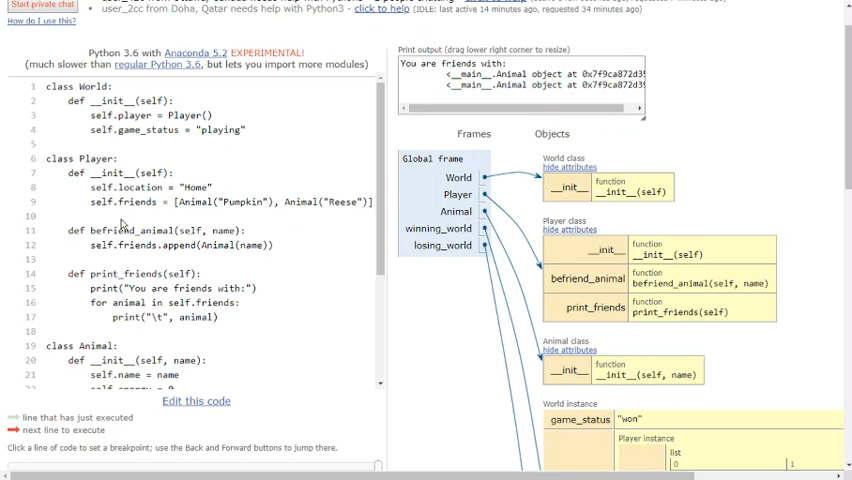 Start private chat
How do I use this?
user_2cc from Doha, Qatar needs help with Python3 - click to help (IDLE: last active 14 minutes ago, requested 34 minutes ago)
Python 3.6 with Anaconda 5.2 EXPERIMENTAL!
(much slower than regular Python 3.6, but lets you import more modules)
1 class World:
2 def __init__(self):
3 self.player = Player()
4 self.game_status = "playing"
5
6 class Player:
7 def __init__(self):
8 self.location = "Home"
9 self.friends = [Animal("Pumpkin"), Animal("Reese")]
10
11 def befriend_animal(self, name):
12 self.friends.append(Animal(name))
13
14 def print_friends(self):
15 print("You are friends with:")
16 for animal in self.friends:
17 print("\t", animal)
18
19 class Animal:
20 def __init__(self, name):
21 self.name = name
22 self.energy = 0
Edit this code
line that has just executed
next line to execute
Click a line of code to set a breakpoint; use the Back and Forward buttons to jump there.
Print output (drag lower right corner to resize)
You are friends with:
<__main__.Animal object at 0x7f9ca872d35
<__main__.Animal object at 0x7f9ca872d39
Frames Objects
Global frame
World
Player
Animal
winning_world
losing_world
World class
hide attributes
__init__ function
__init__(self)
Player class
hide attributes
__init__ function
__init__(self)
befriend_animal function
befriend_animal(self, name)
print_friends function
print_friends(self)
Animal class
hide attributes
__init__ function
__init__(self, name)
World instance
game_status "won"
Player instance
list
0 1